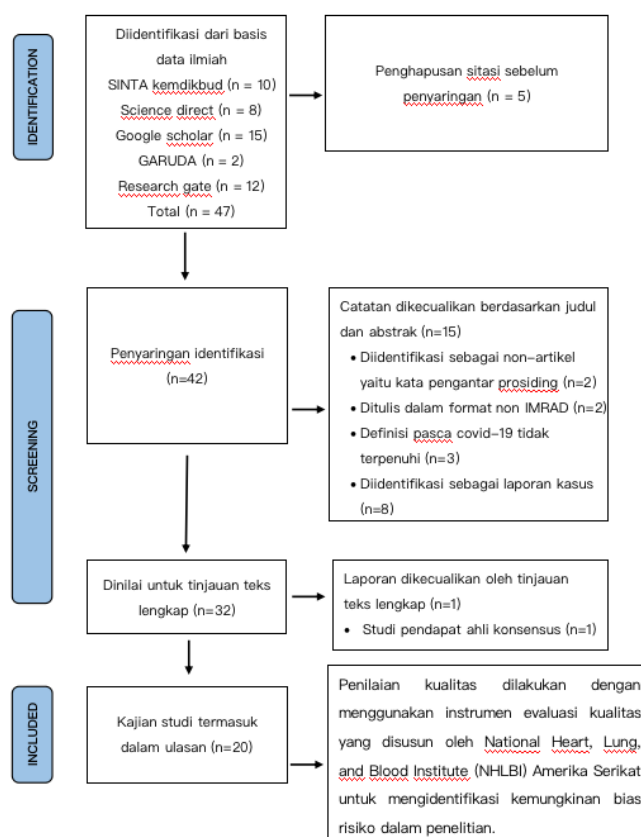 IDENTIFICATION
Diidentifikasi dari basis
data ilmiah
SINTA kemdikbud (n = 10)
Science direct (n = 8)
Google scholar (n = 15)
GARUDA (n = 2)
Research gate (n = 12)
Total (n = 47)
Penghapusan sitasi sebelum
penyaringan (n = 5)
SCREENING
Penyaringan identifikasi
(n=42)
Catatan dikecualikan berdasarkan judul
dan abstrak (n=15)
• Diidentifikasi sebagai non-artikel
yaitu kata pengantar prosiding (n=2)
• Ditulis dalam format non IMRAD (n=2)
• Definisi pasca covid-19 tidak
terpenuhi (n=3)
• Diidentifikasi sebagai laporan kasus
(n=8)
Dinilai untuk tinjauan teks
lengkap (n=32)
Laporan dikecualikan oleh tinjauan
teks lengkap (n=1)
• Studi pendapat ahli konsensus (n=1)
INCLUDED
Kajian studi termasuk
dalam ulasan (n=20)
Penilaian kualitas dilakukan dengan
menggunakan instrumen evaluasi kualitas
yang disusun oleh National Heart, Lung,
and Blood Institute (NHLBI) Amerika Serikat
untuk mengidentifikasi kemungkinan bias
risiko dalam penelitian.